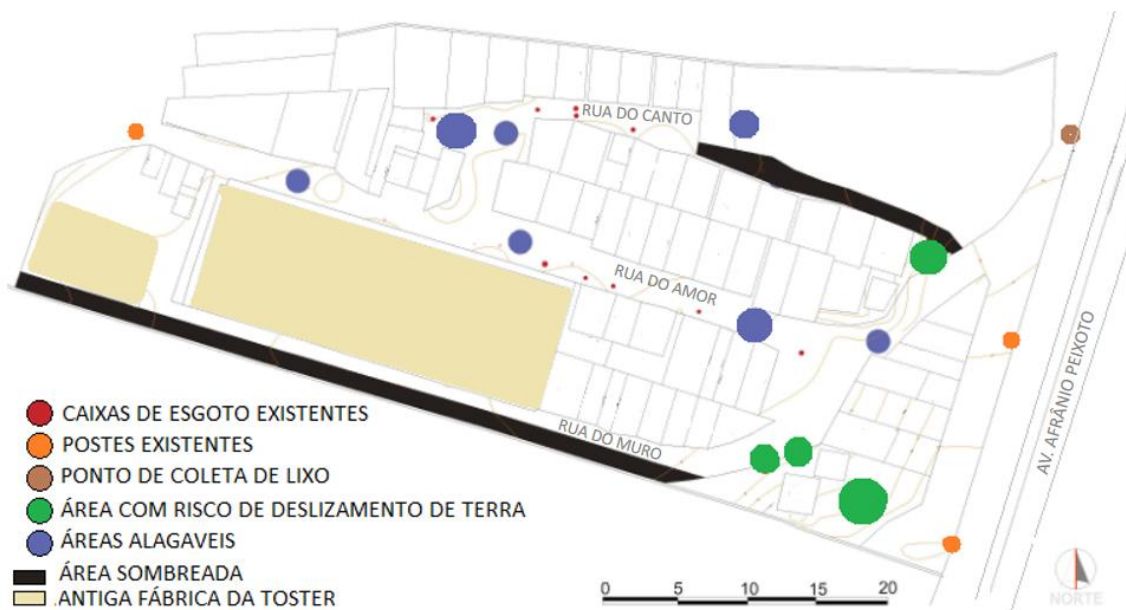 RUA DO CANTO
RUA DO AMOR
AV. AFRÂNIO PEIXOTO
RUA DO MURO
CAIXAS DE ESGOTO EXISTENTES
POSTES EXISTENTES
PONTO DE COLETA DE LIXO
ÁREA COM RISCO DE DESLIZAMENTO DE TERRA
ÁREAS ALAGAVEIS
ÁREA SOMBREADA
ANTIGA FÁBRICA DA TOSTER
0 5 10 15 20
NORTE